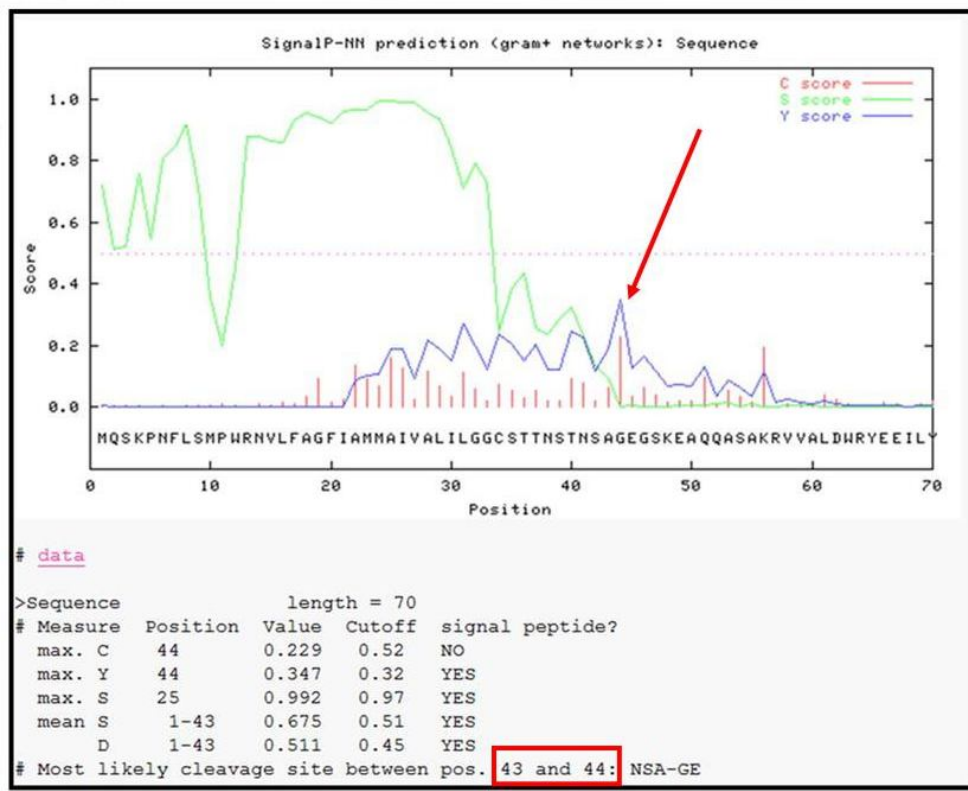 SignalP-NN prediction (gram+ networks): Sequence
C score
S score
Y score
1.0
0.8
0.6
0.4
0.2
0.0
Score
MQSKPNFLSMPWRNVLFAGFIAMMAIVALILGGCSTTNSTNSAGEGSKEAQQASAKRVVALDWRYEEILY
0 10 20 30 40 50 60 70
Position
# data
>Sequence length = 70
# Measure Position Value Cutoff signal peptide?
max. C 44 0.229 0.52 NO
max. Y 44 0.347 0.32 YES
max. S 25 0.992 0.97 YES
mean S 1-43 0.675 0.51 YES
D 1-43 0.511 0.45 YES
# Most likely cleavage site between pos. 43 and 44: NSA-GE